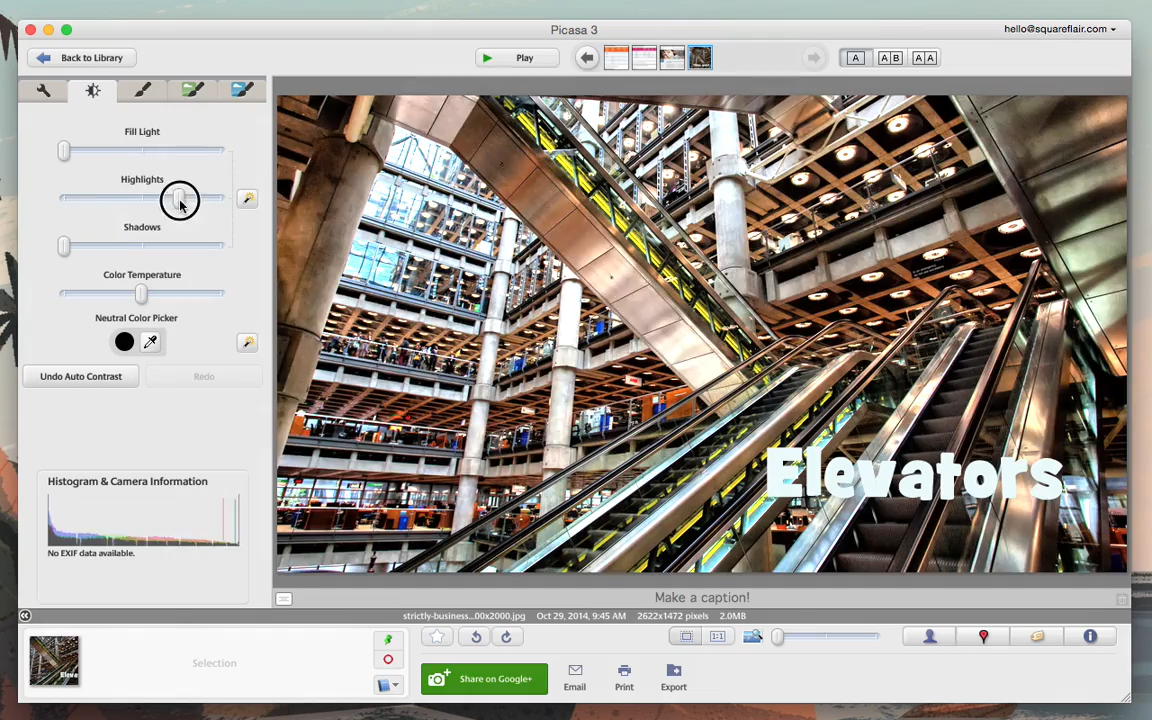 Picasa 3
hello@squareflair.com
Back to Library
Play
A
A B
A A
Fill Light
Highlights
Shadows
Color Temperature
Neutral Color Picker
Undo Auto Contrast
Redo
Histogram & Camera Information
No EXIF data available.
Elevators
Make a caption!
strictly-business...00x2000.jpg Oct 29, 2014, 9:45 AM 2622x1472 pixels 2.0MB
Selection
1:1
Share on Google+
Email
Print
Export